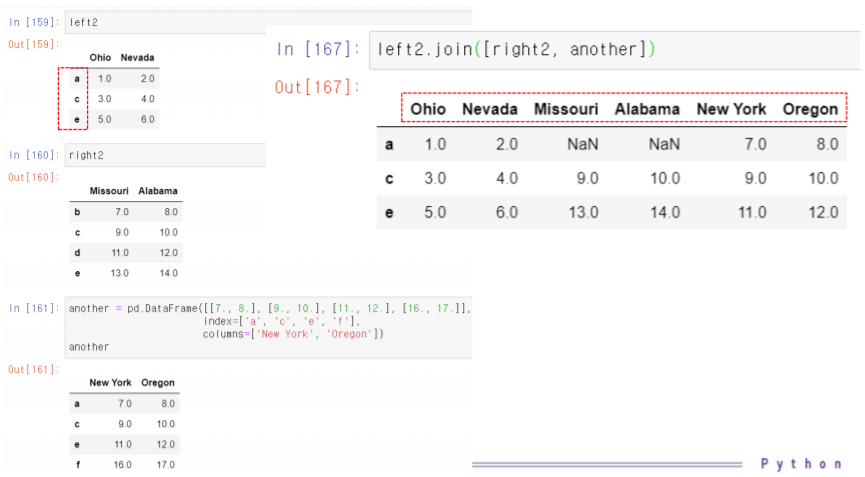 In [159]: left2
Out[159]:
Ohio Nevada
a 1.0 2.0
c 3.0 4.0
e 5.0 6.0
In [160]: right2
Out[160]:
Missouri Alabama
b 7.0 8.0
c 9.0 10.0
d 11.0 12.0
e 13.0 14.0
In [161]: another = pd.DataFrame([[7., 8.], [9., 10.], [11., 12.], [16., 17.]],
index=['a', 'c', 'e', 'f'],
columns=['New York', 'Oregon'])
another
Out[161]:
New York Oregon
a 7.0 8.0
c 9.0 10.0
e 11.0 12.0
f 16.0 17.0
In [167]: left2.join([right2, another])
Out[167]:
Ohio Nevada Missouri Alabama New York Oregon
a 1.0 2.0 NaN NaN 7.0 8.0
c 3.0 4.0 9.0 10.0 9.0 10.0
e 5.0 6.0 13.0 14.0 11.0 12.0
Python